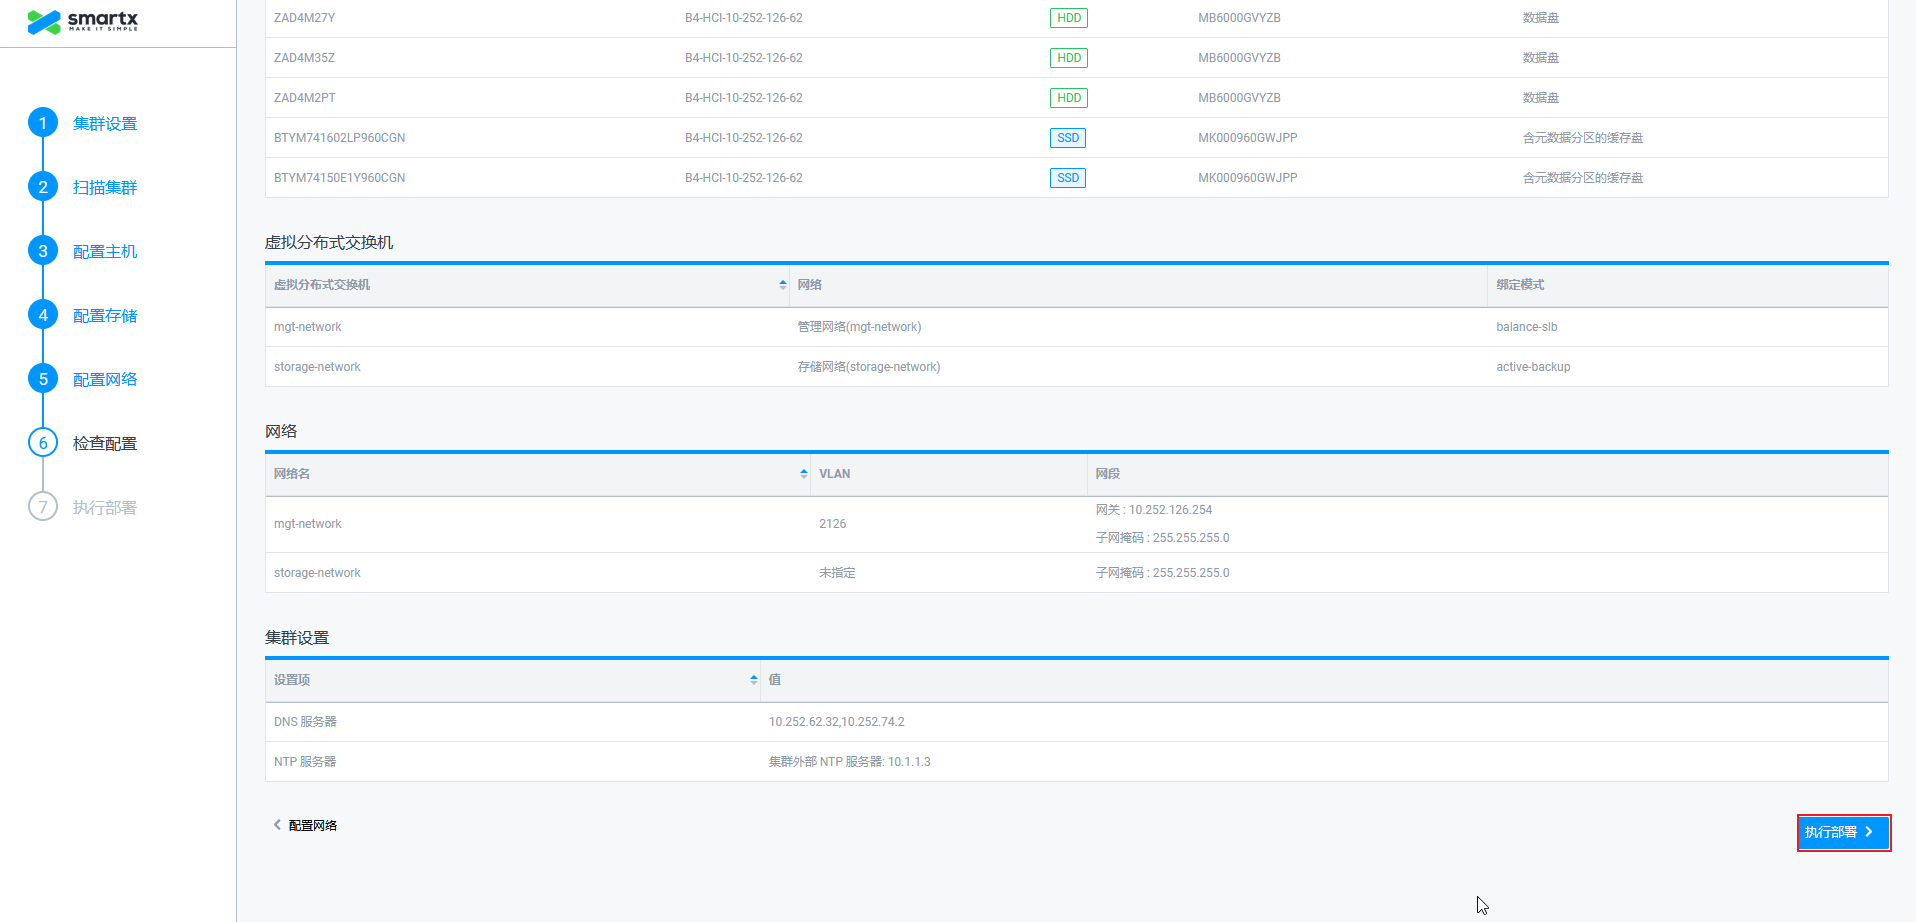 smartx
MAKE IT SIMPLE
1 集群设置
2 扫描集群
3 配置主机
4 配置存储
5 配置网络
6 检查配置
7 执行部署
ZAD4M27Y B4-HCI-10-252-126-62 HDD MB6000GVYZB 数据盘
ZAD4M35Z B4-HCI-10-252-126-62 HDD MB6000GVYZB 数据盘
ZAD4M2PT B4-HCI-10-252-126-62 HDD MB6000GVYZB 数据盘
BTYM741602LP960CGN B4-HCI-10-252-126-62 SSD MK000960GWJPP 含元数据分区的缓存盘
BTYM74150E1Y960CGN B4-HCI-10-252-126-62 SSD MK000960GWJPP 含元数据分区的缓存盘
虚拟分布式交换机
虚拟分布式交换机 网络 绑定模式
mgt-network 管理网络(mgt-network) balance-slb
storage-network 存储网络(storage-network) active-backup
网络
网络名 VLAN 网段
mgt-network 2126 网关 : 10.252.126.254
子网掩码 : 255.255.255.0
storage-network 未指定 子网掩码 : 255.255.255.0
集群设置
设置项 值
DNS 服务器 10.252.62.32,10.252.74.2
NTP 服务器 集群外部 NTP 服务器: 10.1.1.3
配置网络
执行部署